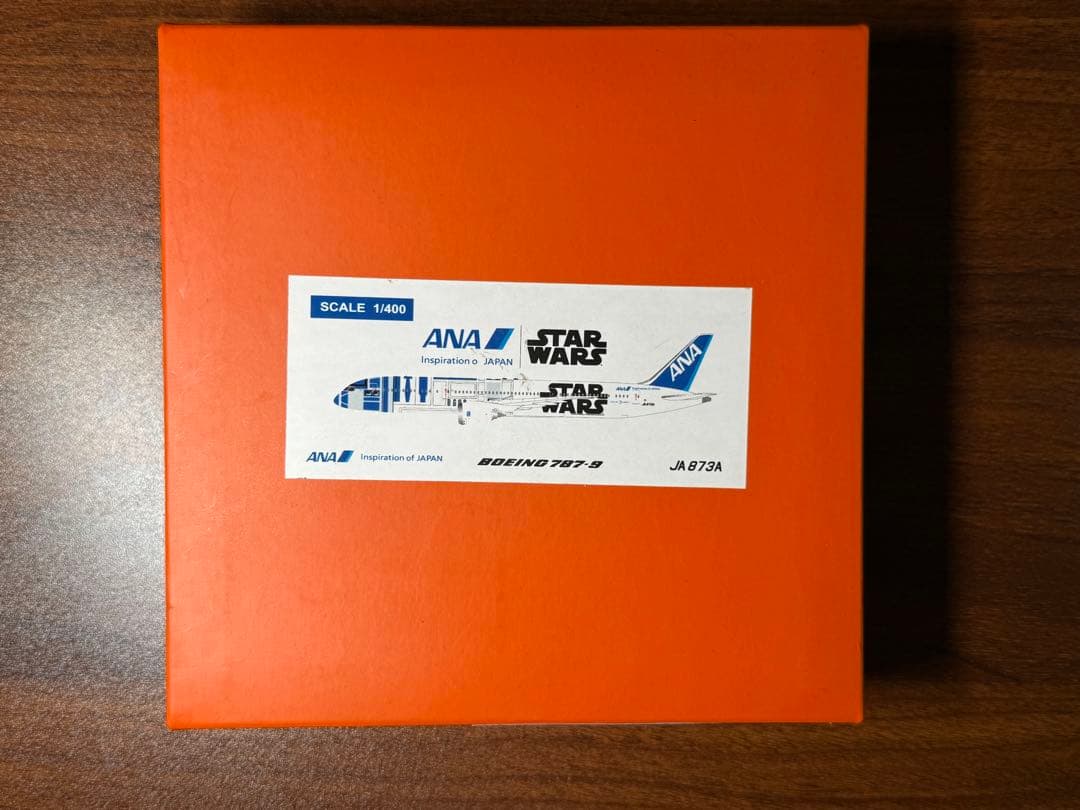 SCALE 1/400
ANA STAR WARS
Inspiration o JAPAN
ANA
STAR WARS
ANA
ANA Inspiration of JAPAN BOEING 787-9 JA873A